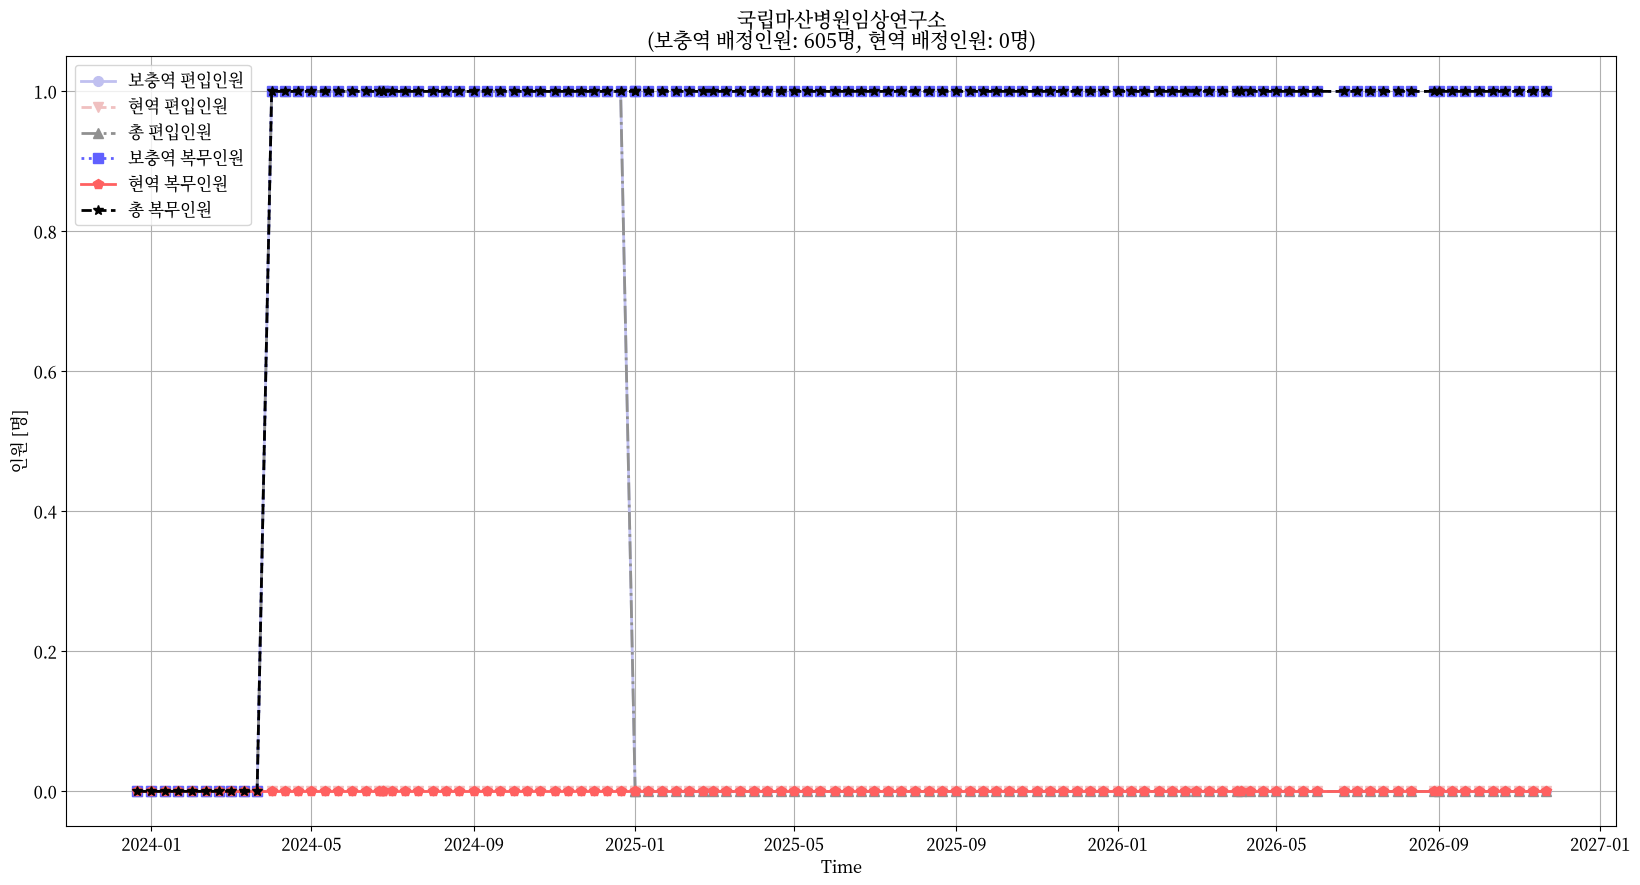 국립마산병원임상연구소
(보충역 배정인원: 605명, 현역 배정인원: 0명)
보충역 편입인원
현역 편입인원
총 편입인원
보충역 복무인원
현역 복무인원
총 복무인원
1.0
0.8
0.6
0.4
0.2
0.0
인원 [명]
2024-01
2024-05
2024-09
2025-01
2025-05
2025-09
2026-01
2026-05
2026-09
2027-01
Time